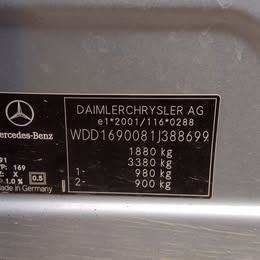 DAIMLERCHRYSLER AG
e1*2001/116*0288
WDD1690081J388699
Mercedes-Benz
1880 kg
3380 kg
1- 980 kg
2- 900 kg
91
P: 169
Z: X
1.0 %
0.5
Made in Germany